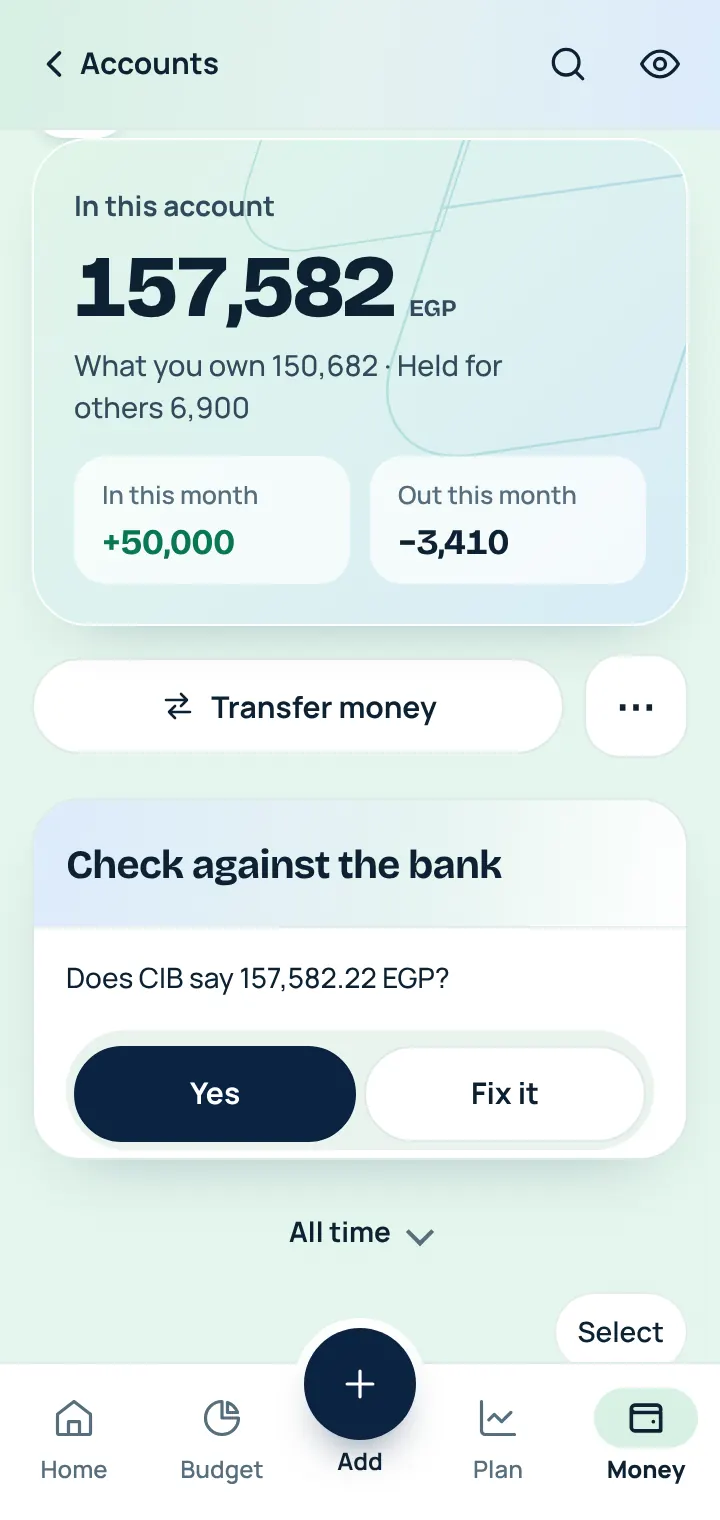 Accounts
In this account
157,582 EGP
What you own 150,682 · Held for
others 6,900
In this month
+50,000
Out this month
−3,410
Transfer money
Check against the bank
Does CIB say 157,582.22 EGP?
Yes
Fix it
All time
Select
Home
Budget
Add
Plan
Money